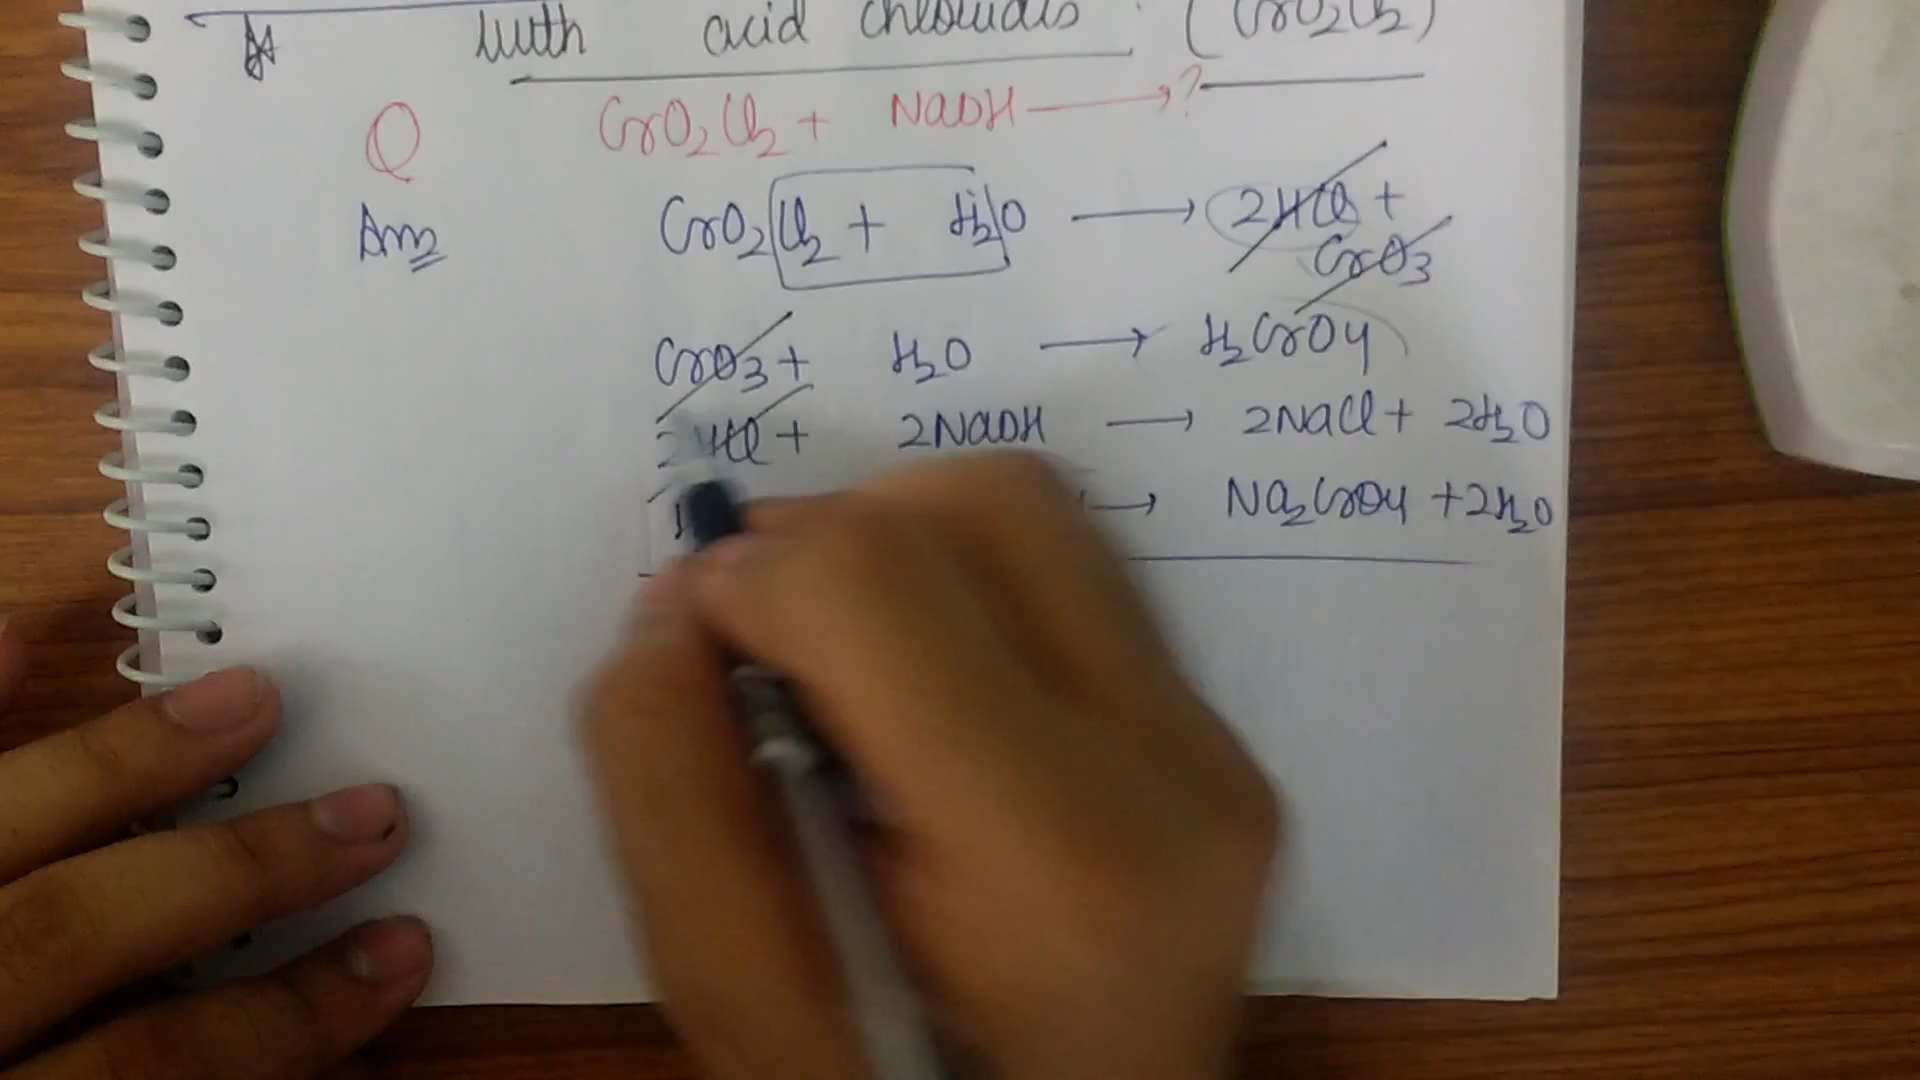 with acid chlorides. (CrO₂Cl₂)
Q CrO₂Cl₂ + NaOH ⟶ ?
Ans CrO₂Cl₂ + H₂O ⟶ 2HCl +
CrO₃
CrO₃ + H₂O ⟶ H₂CrO4
2HCl + 2NaOH ⟶ 2NaCl + 2H₂O
⟶ Na₂CrO4 + 2H₂O